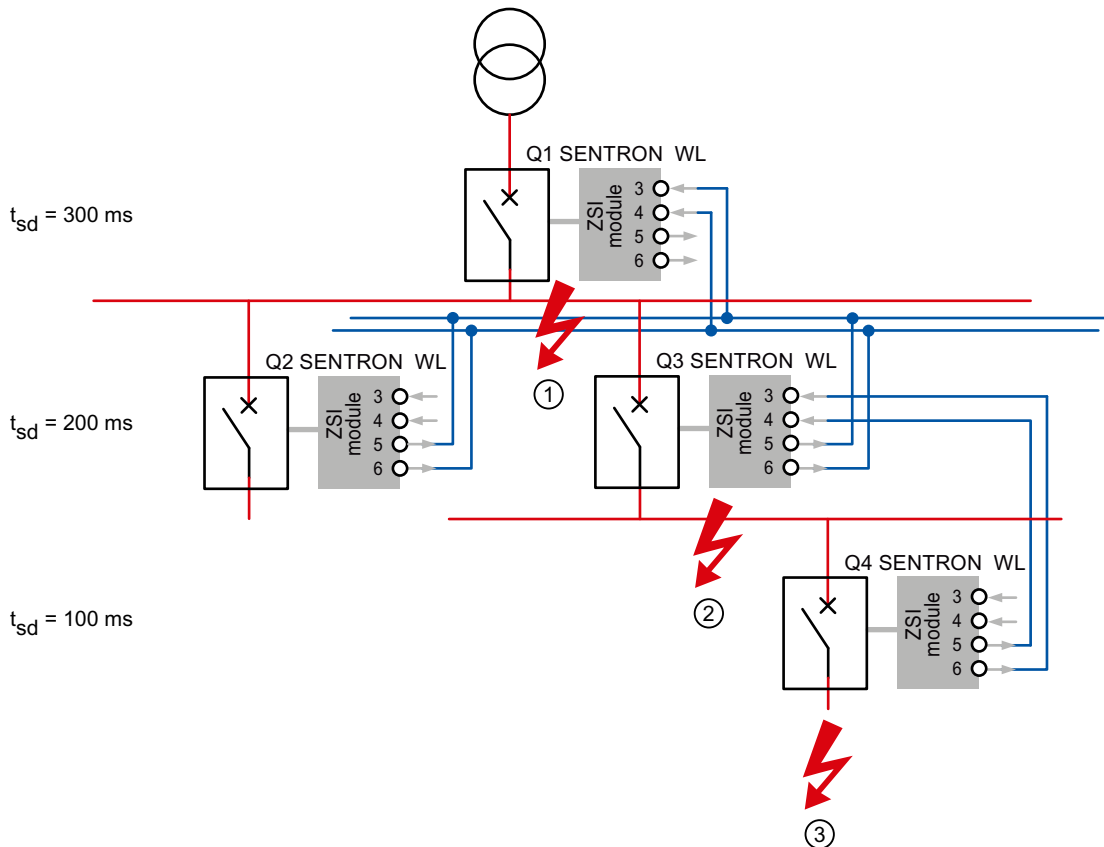 Q1 SENTRON WL
t_sd = 300 ms
ZSI module
3
4
5
6
Q2 SENTRON WL
1
Q3 SENTRON WL
t_sd = 200 ms
ZSI module
3
4
5
6
ZSI module
3
4
5
6
2
Q4 SENTRON WL
t_sd = 100 ms
ZSI module
3
4
5
6
3